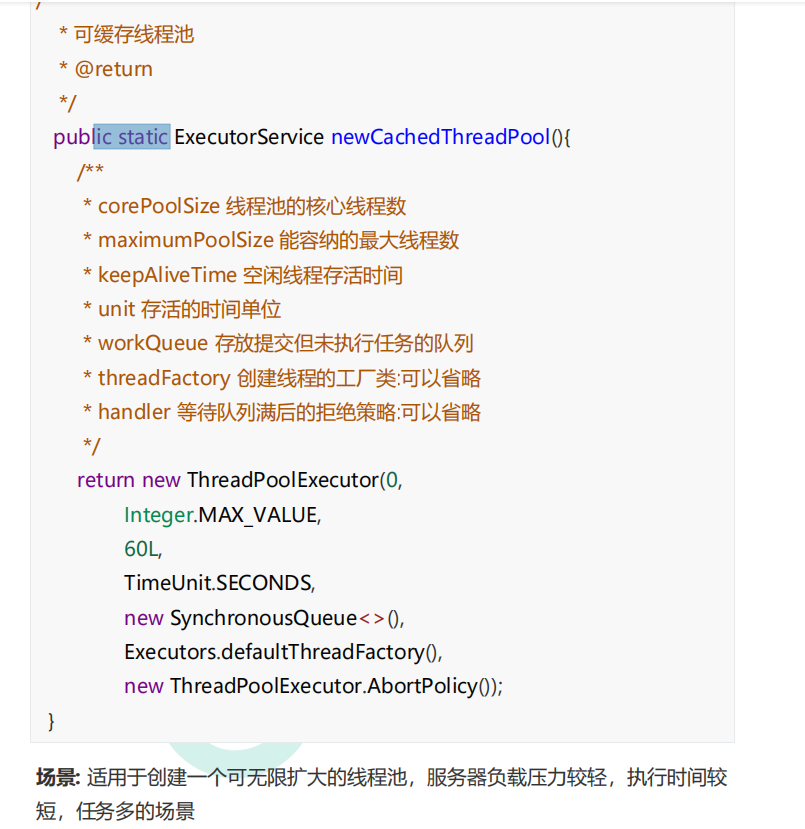 * 可缓存线程池
* @return
*/
public static ExecutorService newCachedThreadPool(){
/**
* corePoolSize 线程池的核心线程数
* maximumPoolSize 能容纳的最大线程数
* keepAliveTime 空闲线程存活时间
* unit 存活的时间单位
* workQueue 存放提交但未执行任务的队列
* threadFactory 创建线程的工厂类:可以省略
* handler 等待队列满后的拒绝策略:可以省略
*/
return new ThreadPoolExecutor(0,
Integer.MAX_VALUE,
60L,
TimeUnit.SECONDS,
new SynchronousQueue<>(),
Executors.defaultThreadFactory(),
new ThreadPoolExecutor.AbortPolicy());
}
场景: 适用于创建一个可无限扩大的线程池，服务器负载压力较轻，执行时间较
短，任务多的场景